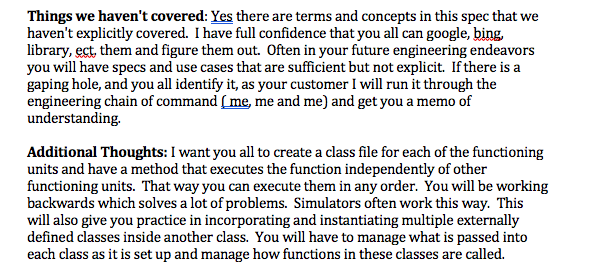 Things we haven't covered: Yes there are terms and concepts in this spec that we
haven't explicitly covered.  I have full confidence that you all can google, bing,
library, ect, them and figure them out.  Often in your future engineering endeavors
you will have specs and use cases that are sufficient but not explicit.  If there is a
gaping hole, and you all identify it, as your customer I will run it through the
engineering chain of command ( me, me and me) and get you a memo of
understanding.
Additional Thoughts: I want you all to create a class file for each of the functioning
units and have a method that executes the function independently of other
functioning units.  That way you can execute them in any order.  You will be working
backwards which solves a lot of problems.  Simulators often work this way.  This
will also give you practice in incorporating and instantiating multiple externally
defined classes inside another class.  You will have to manage what is passed into
each class as it is set up and manage how functions in these classes are called.